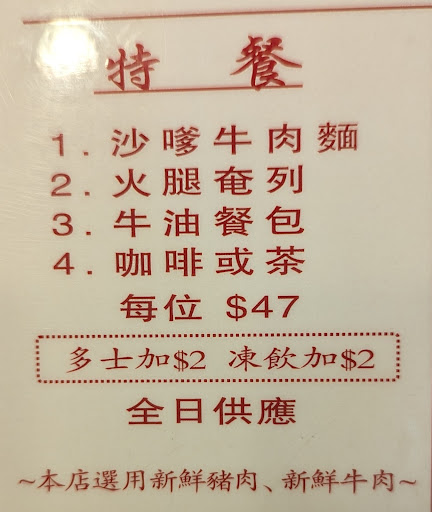 特 餐
1. 沙嗲牛肉麵
2. 火腿奄列
3. 牛油餐包
4. 咖啡或茶
每位 $47
多士加$2 凍飲加$2
全日供應
~本店選用新鮮豬肉、新鮮牛肉~